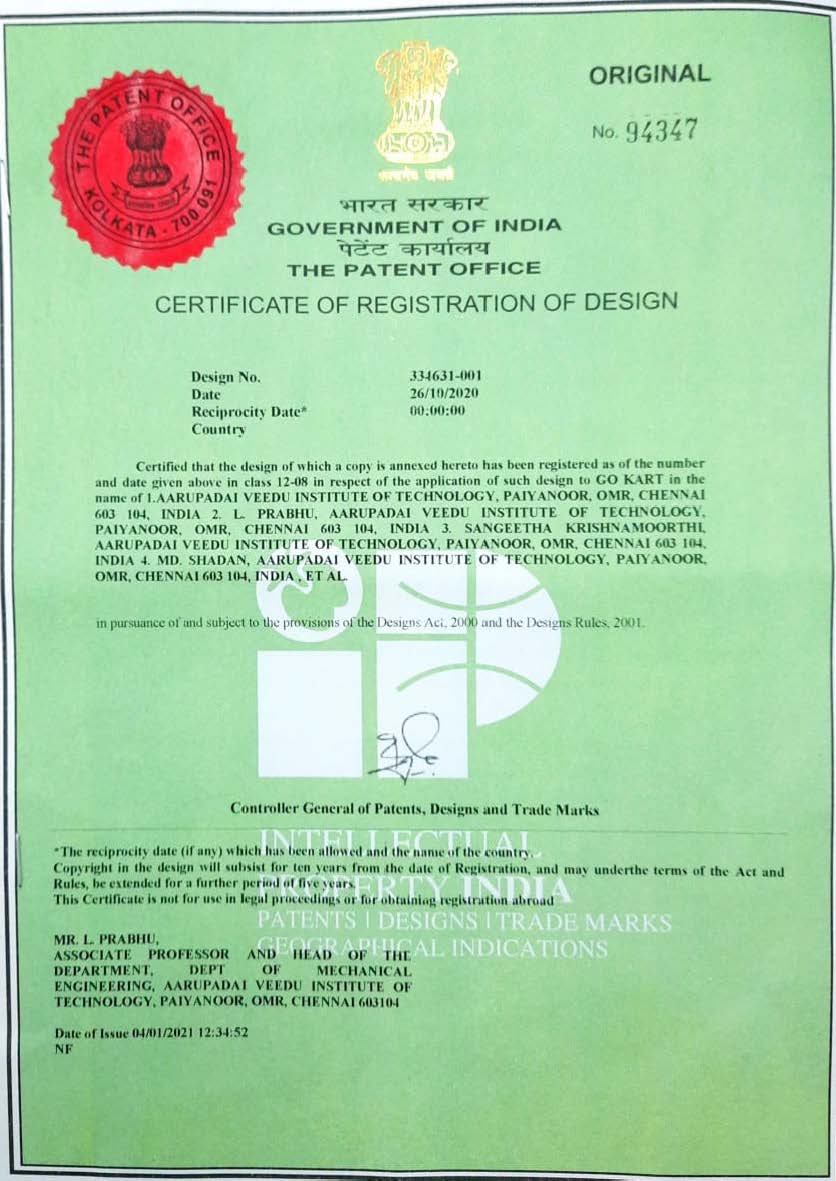 THE PATENT OFFICE
KOLKATA - 700 091
ORIGINAL
No. 94347
सत्यमेव जयते
भारत सरकार
GOVERNMENT OF INDIA
पेटेंट कार्यालय
THE PATENT OFFICE
CERTIFICATE OF REGISTRATION OF DESIGN
Design No. 334631-001
Date 26/10/2020
Reciprocity Date* 00:00:00
Country
Certified that the design of which a copy is annexed hereto has been registered as of the number
and date given above in class 12-08 in respect of the application of such design to GO KART in the
name of 1.AARUPADAI VEEDU INSTITUTE OF TECHNOLOGY, PAIYANOOR, OMR, CHENNAI
603 104, INDIA 2. L. PRABHU, AARUPADAI VEEDU INSTITUTE OF TECHNOLOGY,
PAIYANOOR, OMR, CHENNAI 603 104, INDIA 3. SANGEETHA KRISHNAMOORTHI,
AARUPADAI VEEDU INSTITUTE OF TECHNOLOGY, PAIYANOOR, OMR, CHENNAI 603 104,
INDIA 4. MD. SHADAN, AARUPADAI VEEDU INSTITUTE OF TECHNOLOGY, PAIYANOOR,
OMR, CHENNAI 603 104, INDIA , ET AL.
in pursuance of and subject to the provisions of the Designs Act, 2000 and the Designs Rules, 2001.
Controller General of Patents, Designs and Trade Marks
*The reciprocity date (if any) which has been allowed and the name of the country.
Copyright in the design will subsist for ten years from the date of Registration, and may underthe terms of the Act and
Rules, be extended for a further period of five years.
This Certificate is not for use in legal proceedings or for obtaining registration abroad
INTELLECTUAL
PROPERTY INDIA
PATENTS | DESIGNS | TRADE MARKS
GEOGRAPHICAL INDICATIONS
MR. L. PRABHU,
ASSOCIATE PROFESSOR AND HEAD OF THE
DEPARTMENT, DEPT OF MECHANICAL
ENGINEERING, AARUPADAI VEEDU INSTITUTE OF
TECHNOLOGY, PAIYANOOR, OMR, CHENNAI 603104
Date of Issue 04/01/2021 12:34:52
NF